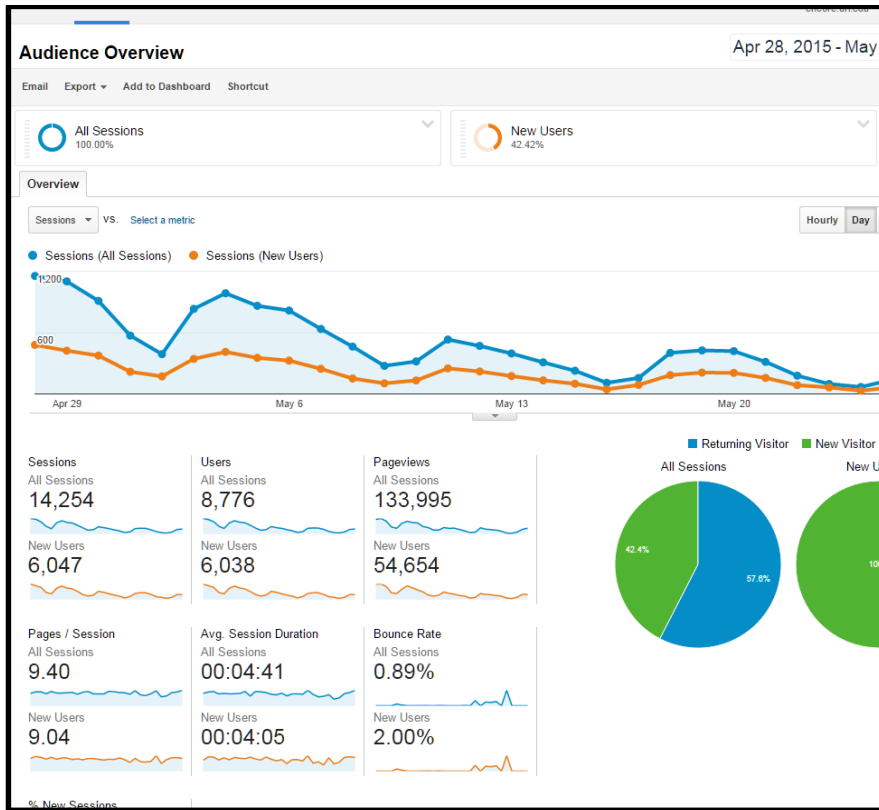 encore.uri.edu
Audience Overview
Apr 28, 2015 - May
Email Export Add to Dashboard Shortcut
All Sessions
100.00%
New Users
42.42%
Overview
Sessions vs. Select a metric
Hourly Day
Sessions (All Sessions) Sessions (New Users)
1,200
600
Apr 29 May 6 May 13 May 20
Returning Visitor New Visitor
All Sessions New U
42.4%
57.6%
10
Sessions
All Sessions
14,254
New Users
6,047
Users
All Sessions
8,776
New Users
6,038
Pageviews
All Sessions
133,995
New Users
54,654
Pages / Session
All Sessions
9.40
New Users
9.04
Avg. Session Duration
All Sessions
00:04:41
New Users
00:04:05
Bounce Rate
All Sessions
0.89%
New Users
2.00%
% New Sessions